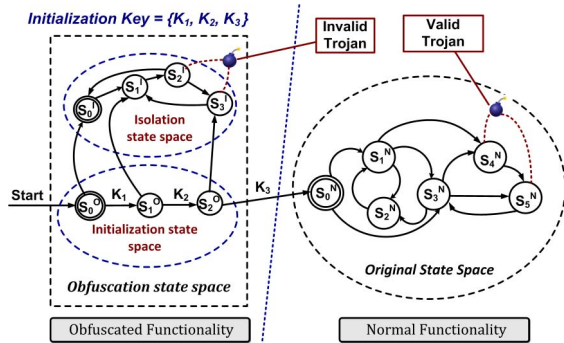 Initialization Key = {K₁, K₂, K₃}
Invalid
Trojan
Valid
Trojan
S₂ᴵ
S₁ᴵ
S₀ᴵ
S₃ᴵ
Isolation state
space
S₁ᴺ
S₄ᴺ
K₃
S₀ᴺ
S₃ᴺ
S₅ᴺ
S₂ᴺ
Start
K₁
K₂
S₀ᴼ
S₁ᴼ
S₂ᴼ
Initialization state
space
Obfuscation state space
Original State Space
Obfuscated Functionality
Normal Functionality